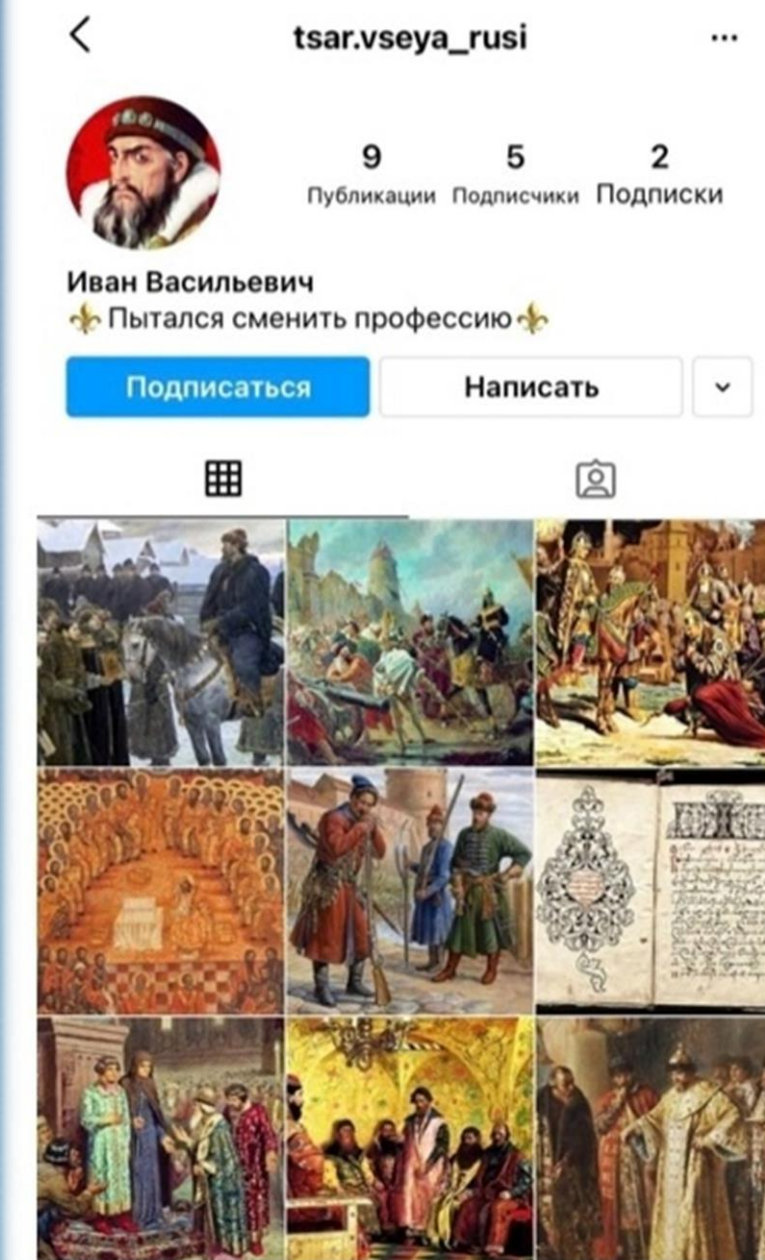 tsar.vseya_rusi
9 5 2
Публикации Подписчики Подписки
Иван Васильевич
⚜Пытался сменить профессию⚜
Подписаться Написать